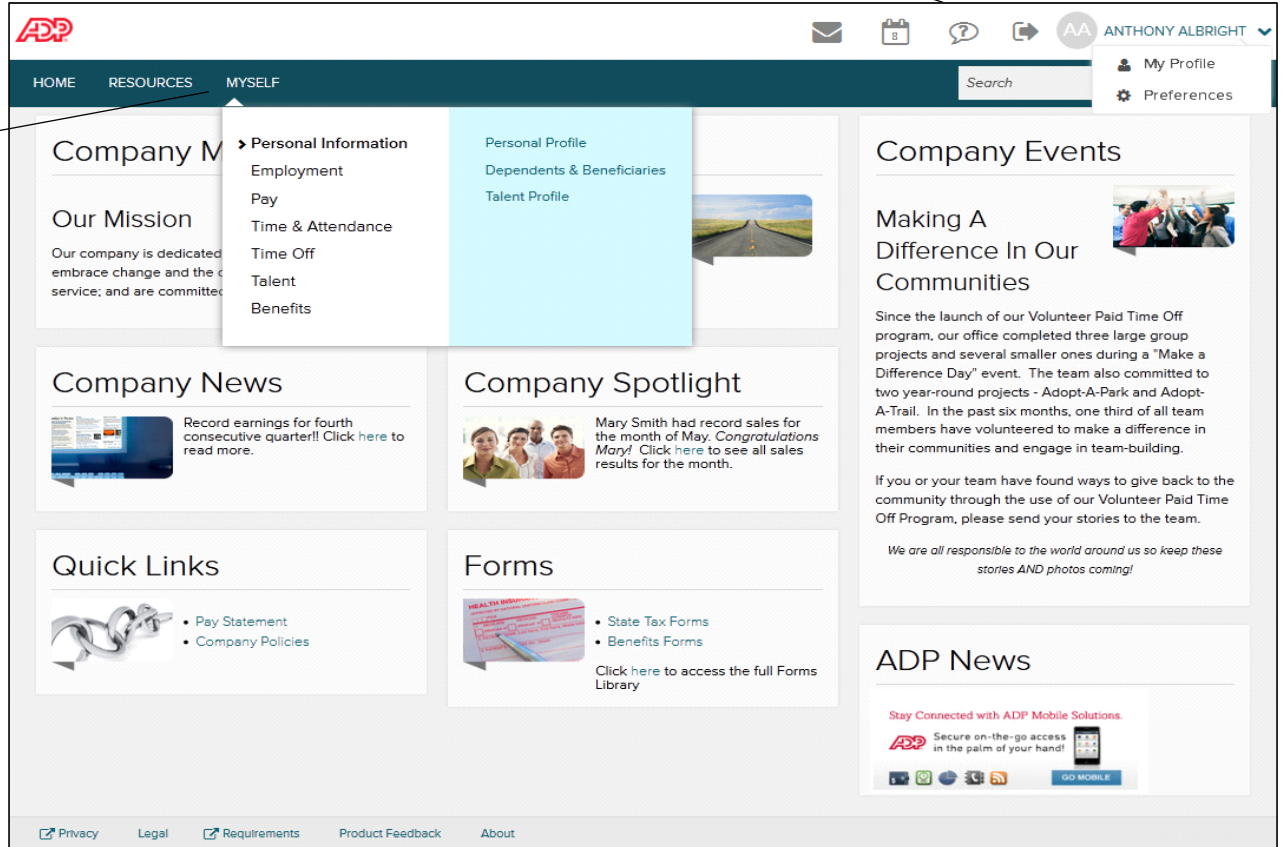 ADP
8
AA
ANTHONY ALBRIGHT
My Profile
Preferences
HOME
RESOURCES
MYSELF
Search
Personal Information
Employment
Pay
Time & Attendance
Time Off
Talent
Benefits
Personal Profile
Dependents & Beneficiaries
Talent Profile
Company M
Our Mission
Our company is dedicated
embrace change and the
service; and are committed
Company Events
Making A
Difference In Our
Communities
Since the launch of our Volunteer Paid Time Off
program, our office completed three large group
projects and several smaller ones during a "Make a
Difference Day" event. The team also committed to
two year-round projects - Adopt-A-Park and Adopt-
A-Trail. In the past six months, one third of all team
members have volunteered to make a difference in
their communities and engage in team-building.
If you or your team have found ways to give back to the
community through the use of our Volunteer Paid Time
Off Program, please send your stories to the team.
We are all responsible to the world around us so keep these
stories AND photos coming!
Company News
Record earnings for fourth
consecutive quarter!! Click here to
read more.
Company Spotlight
Mary Smith had record sales for
the month of May. Congratulations
Mary! Click here to see all sales
results for the month.
Quick Links
Pay Statement
Company Policies
Forms
HEALTH INSURAN
State Tax Forms
Benefits Forms
Click here to access the full Forms
Library
ADP News
Stay Connected with ADP Mobile Solutions.
ADP
Secure on-the-go access
in the palm of your hand!
GO MOBILE
Privacy
Legal
Requirements
Product Feedback
About